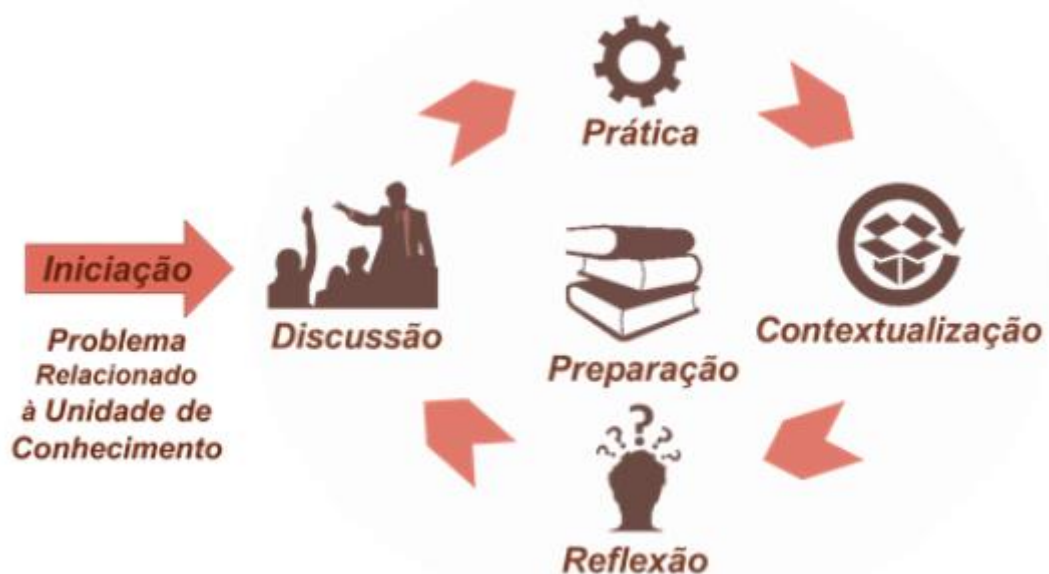 Prática
Iniciação
Discussão
Contextualização
Problema
Relacionado
à Unidade de
Conhecimento
Preparação
Reflexão